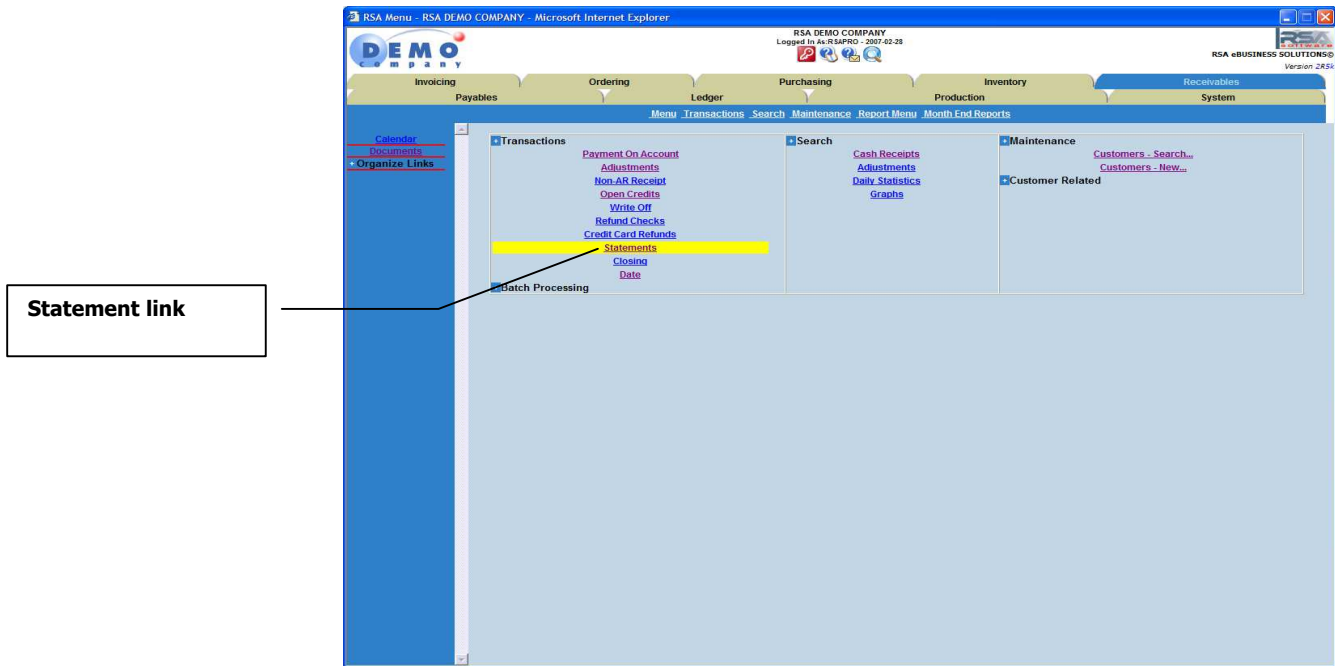 RSA Menu - RSA DEMO COMPANY - Microsoft Internet Explorer
DEMO
company
RSA DEMO COMPANY
Logged In As:RSAPRO - 2007-02-28
RSA
software
RSA eBUSINESS SOLUTIONS©
Version 2R5k
Invoicing Ordering Purchasing Inventory Receivables
Payables Ledger Production System
Menu Transactions Search Maintenance Report Menu Month End Reports
Calendar
Documents
Organize Links
Transactions
Payment On Account
Adjustments
Non-AR Receipt
Open Credits
Write Off
Refund Checks
Credit Card Refunds
Statements
Closing
Date
Batch Processing
Search
Cash Receipts
Adjustments
Daily Statistics
Graphs
Maintenance
Customers - Search...
Customers - New...
Customer Related
Statement link